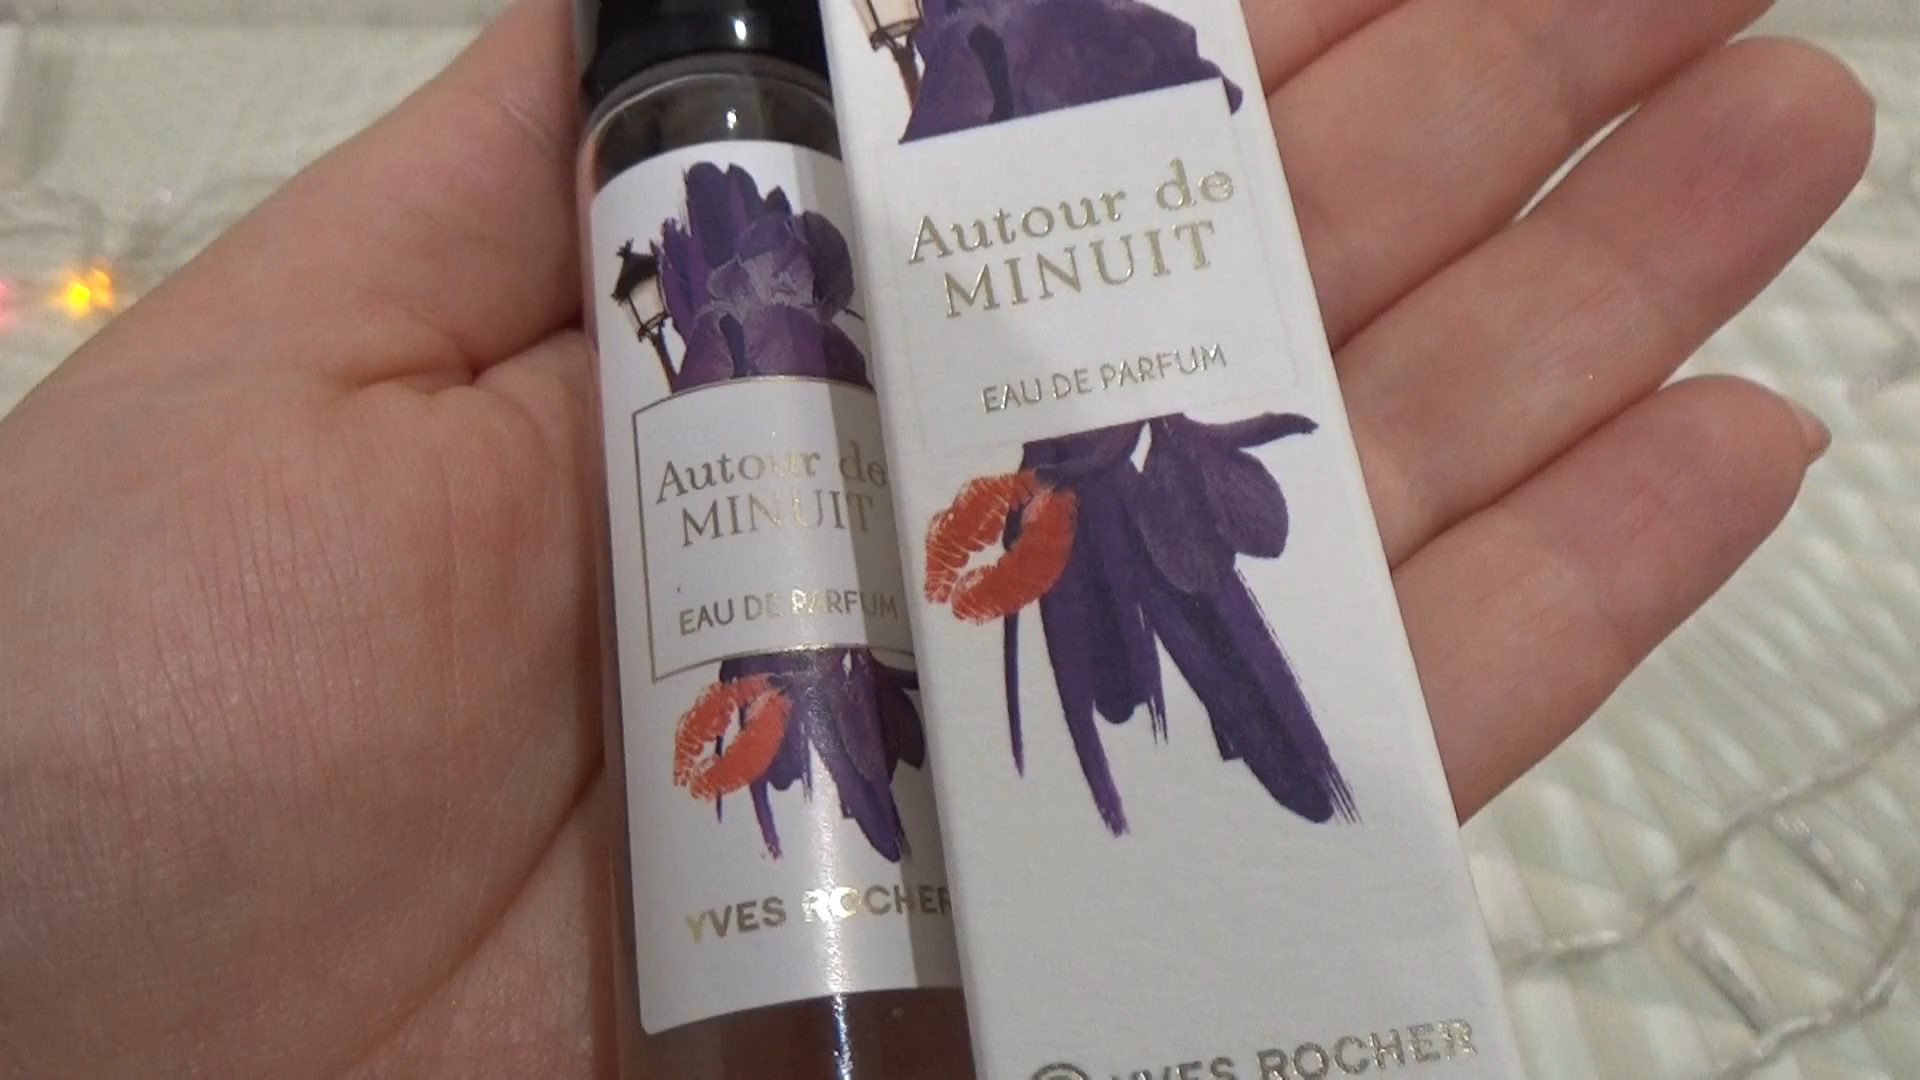 Autour de
MINUIT
EAU DE PARFUM
YVES ROCHER
Autour de
MINUIT
EAU DE PARFUM
YVES ROCHER